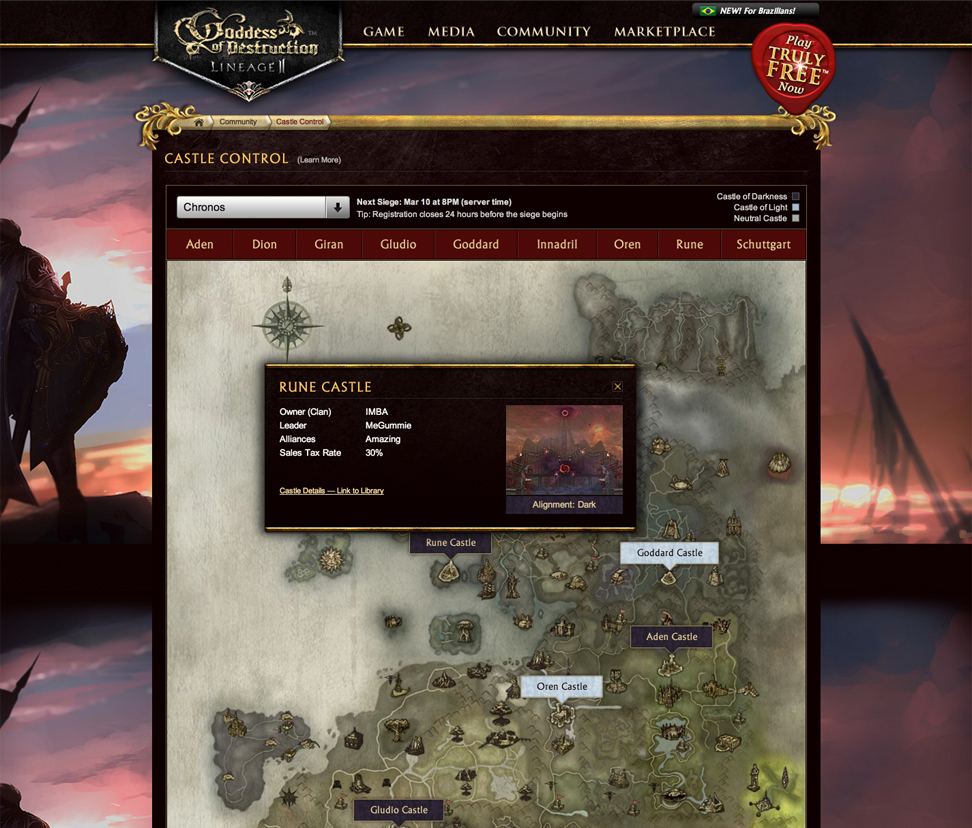 NEW! For Brazilians!
Goddess of Destruction™
LINEAGE II
GAME MEDIA COMMUNITY MARKETPLACE
Play
TRULY
FREE™
Now
Community Castle Control
CASTLE CONTROL (Learn More)
Chronos
Next Siege: Mar 10 at 8PM (server time)
Tip: Registration closes 24 hours before the siege begins
Castle of Darkness
Castle of Light
Neutral Castle
Aden Dion Giran Gludio Goddard Innadril Oren Rune Schuttgart
RUNE CASTLE
Owner (Clan) IMBA
Leader MeGummie
Alliances Amazing
Sales Tax Rate 30%
Castle Details — Link to Library
Alignment: Dark
Rune Castle
Goddard Castle
Aden Castle
Oren Castle
Gludio Castle